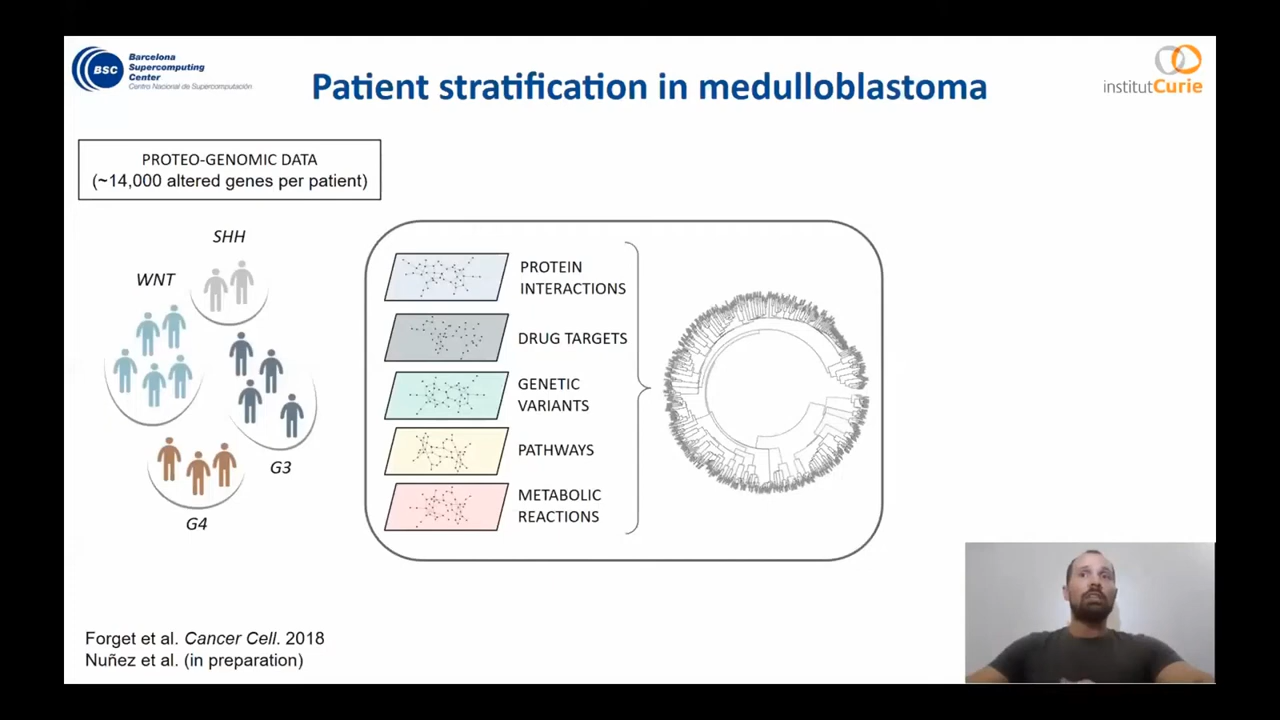 BSC
Barcelona
Supercomputing
Center
Centro Nacional de Supercomputación
Patient stratification in medulloblastoma
institutCurie
PROTEO-GENOMIC DATA
(~14,000 altered genes per patient)
SHH
WNT
G3
G4
PROTEIN
INTERACTIONS
DRUG TARGETS
GENETIC
VARIANTS
PATHWAYS
METABOLIC
REACTIONS
Forget et al. Cancer Cell. 2018
Nuñez et al. (in preparation)